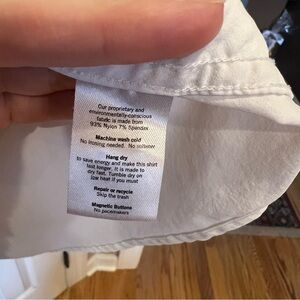 Our proprietary and
environmentally-conscious
fabric is made from
93% Nylon 7% Spandex
Machine wash cold
No ironing needed. No softener
Hang dry
to save energy and make this shirt
last longer. It is made to
dry fast. Tumble dry on
low heat if you must
Repair or recycle
Skip the trash
Magnetic Buttons
No pacemakers